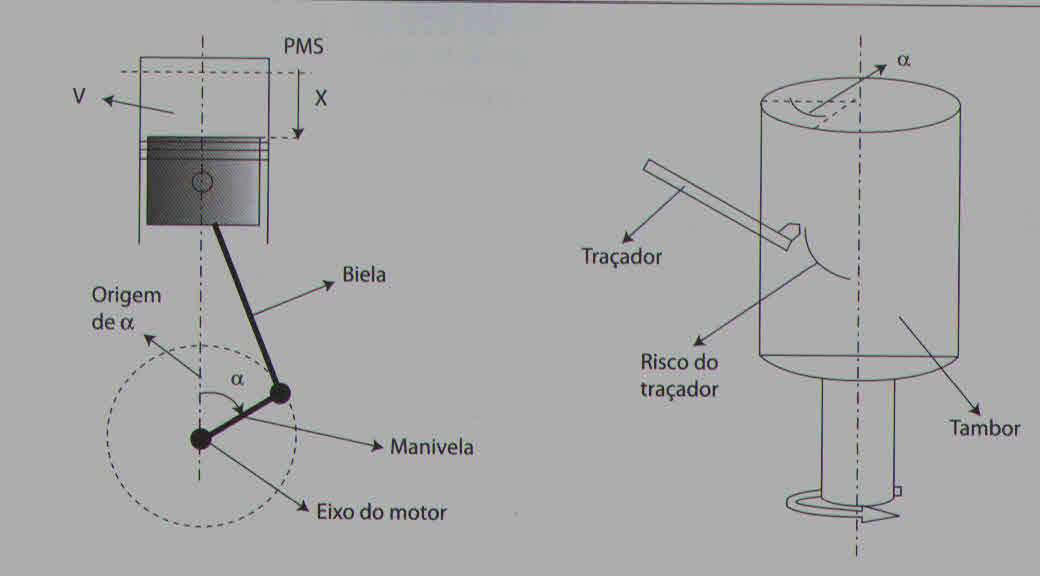 PMS
V
X
Biela
Origem
de α
α
Manivela
Eixo do motor
α
Traçador
Risco do
traçador
Tambor